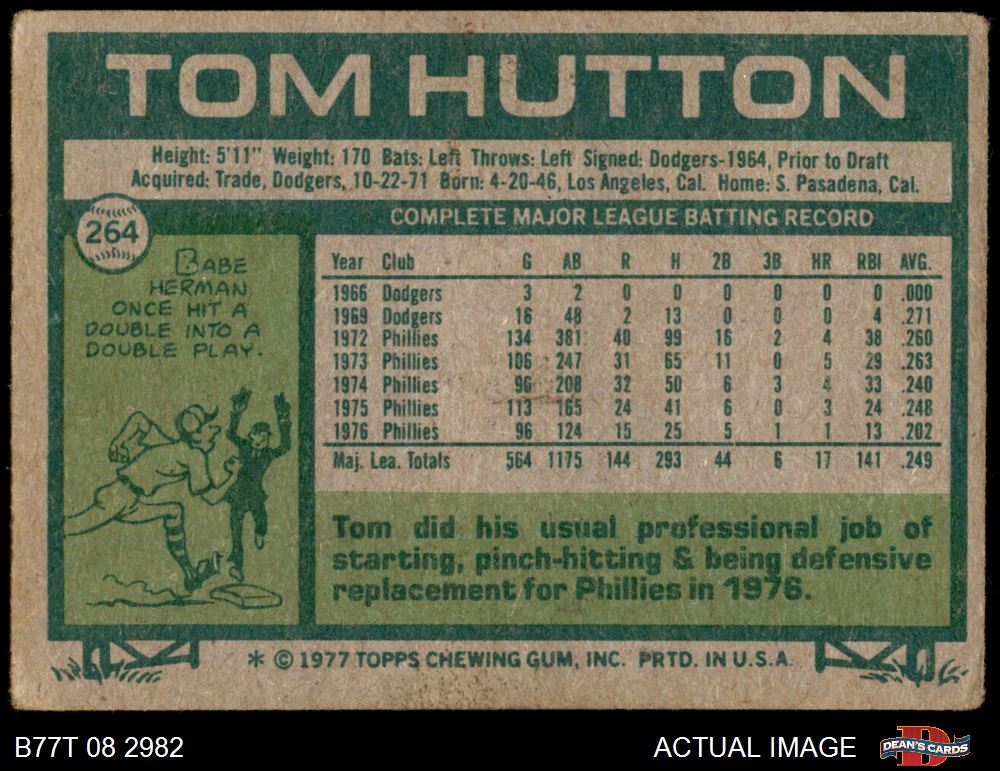 TOM HUTTON
Height: 5'11" Weight: 170 Bats: Left Throws: Left Signed: Dodgers-1964, Prior to Draft
Acquired: Trade, Dodgers, 10-22-71 Born: 4-20-46, Los Angeles, Cal. Home: S. Pasadena, Cal.
264
BABE
HERMAN
ONCE HIT A
DOUBLE INTO A
DOUBLE PLAY.
COMPLETE MAJOR LEAGUE BATTING RECORD
Year Club G AB R H 2B 3B HR RBI AVG.
1966 Dodgers 3 2 0 0 0 0 0 0 .000
1969 Dodgers 16 48 2 13 0 0 0 4 .271
1972 Phillies 134 381 40 99 16 2 4 38 .260
1973 Phillies 106 247 31 65 11 0 5 29 .263
1974 Phillies 96 208 32 50 6 3 4 33 .240
1975 Phillies 113 165 24 41 6 0 3 24 .248
1976 Phillies 96 124 15 25 5 1 1 13 .202
Maj. Lea. Totals 564 1175 144 293 44 6 17 141 .249
Tom did his usual professional job of
starting, pinch-hitting & being defensive
replacement for Phillies in 1976.
* © 1977 TOPPS CHEWING GUM, INC. PRTD. IN U.S.A.
B77T 08 2982
ACTUAL IMAGE
DEAN'S CARDS